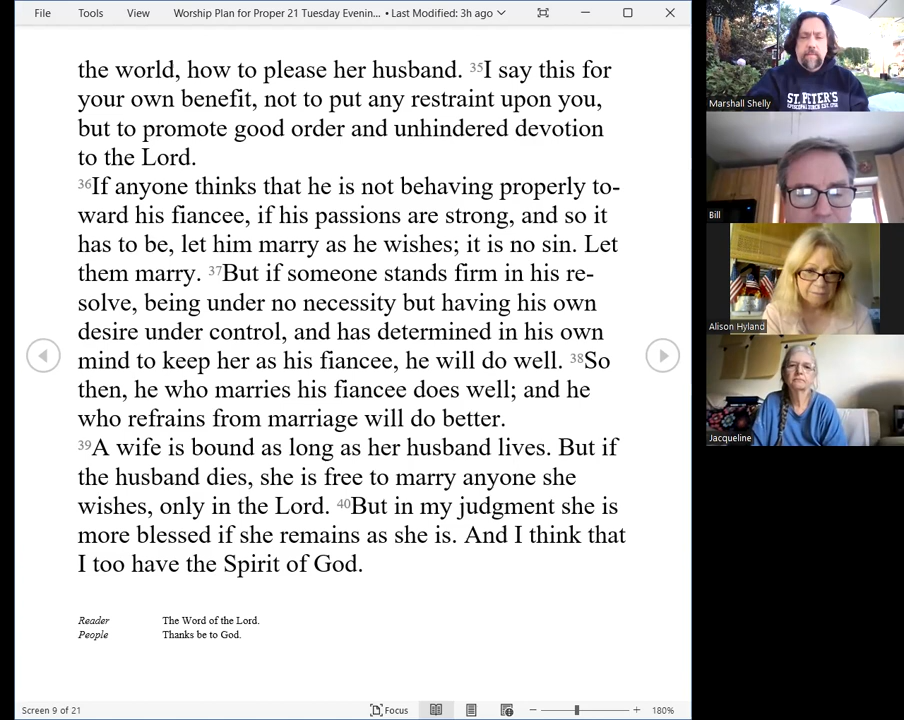 File Tools View Worship Plan for Proper 21 Tuesday Evenin... • Last Modified: 3h ago
the world, how to please her husband. 35I say this for
your own benefit, not to put any restraint upon you,
but to promote good order and unhindered devotion
to the Lord.
36If anyone thinks that he is not behaving properly to-
ward his fiancee, if his passions are strong, and so it
has to be, let him marry as he wishes; it is no sin. Let
them marry. 37But if someone stands firm in his re-
solve, being under no necessity but having his own
desire under control, and has determined in his own
mind to keep her as his fiancee, he will do well. 38So
then, he who marries his fiancee does well; and he
who refrains from marriage will do better.
39A wife is bound as long as her husband lives. But if
the husband dies, she is free to marry anyone she
wishes, only in the Lord. 40But in my judgment she is
more blessed if she remains as she is. And I think that
I too have the Spirit of God.
Reader The Word of the Lord.
People Thanks be to God.
Screen 9 of 21 Focus 180%
ST. PETER'S
EPISCOPAL CHURCH EST. 1700
Marshall Shelly
Bill
Alison Hyland
Jacqueline